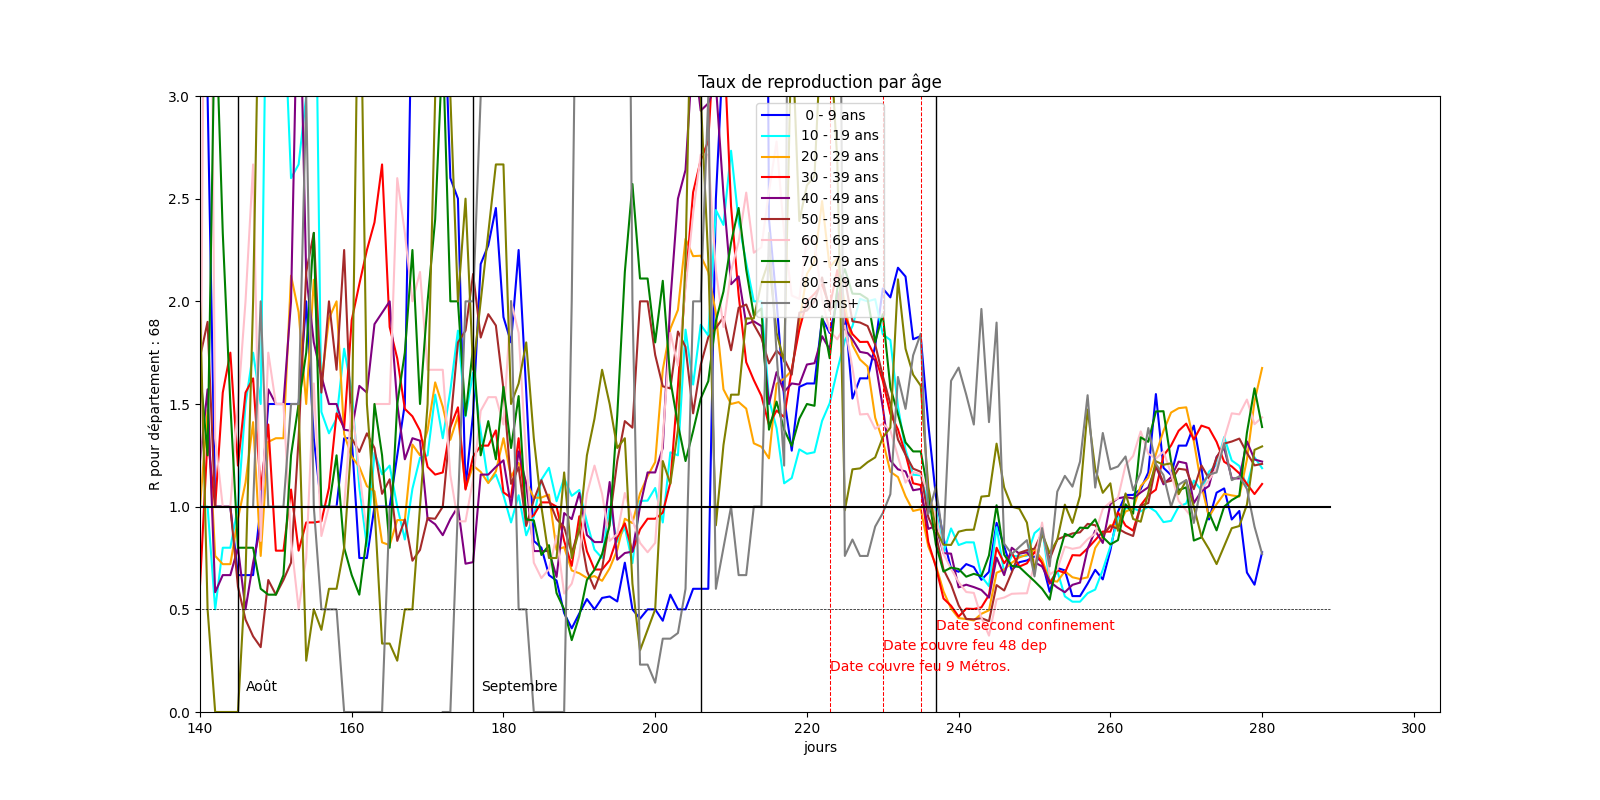 Taux de reproduction par âge
3.0
2.5
2.0
1.5
1.0
0.5
0.0
R pour département : 68
0 - 9 ans
10 - 19 ans
20 - 29 ans
30 - 39 ans
40 - 49 ans
50 - 59 ans
60 - 69 ans
70 - 79 ans
80 - 89 ans
90 ans+
Date second confinement
Date couvre feu 48 dep
Date couvre feu 9 Métros.
Août
Septembre
140 160 180 200 220 240 260 280 300
jours